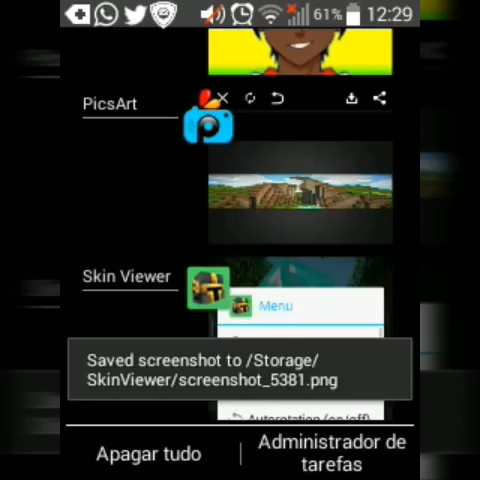 61% 12:29
PicsArt
Skin Viewer
Menu
Saved screenshot to /Storage/
SkinViewer/screenshot_5381.png
Autorotation (on/off)
Apagar tudo
Administrador de
tarefas